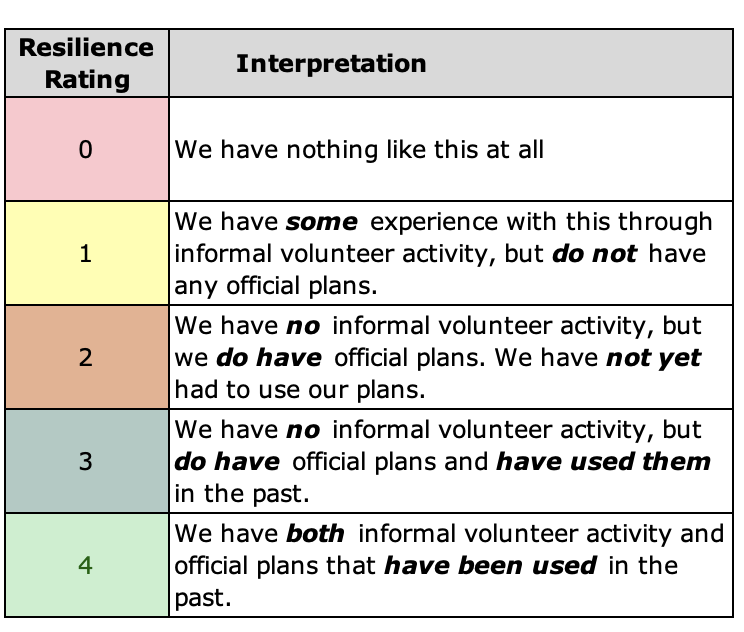 Resilience
Rating
Interpretation
0
We have nothing like this at all
1
We have some experience with this through
informal volunteer activity, but do not have
any official plans.
2
We have no informal volunteer activity, but
we do have official plans. We have not yet
had to use our plans.
3
We have no informal volunteer activity, but
do have official plans and have used them
in the past.
4
We have both informal volunteer activity and
official plans that have been used in the
past.